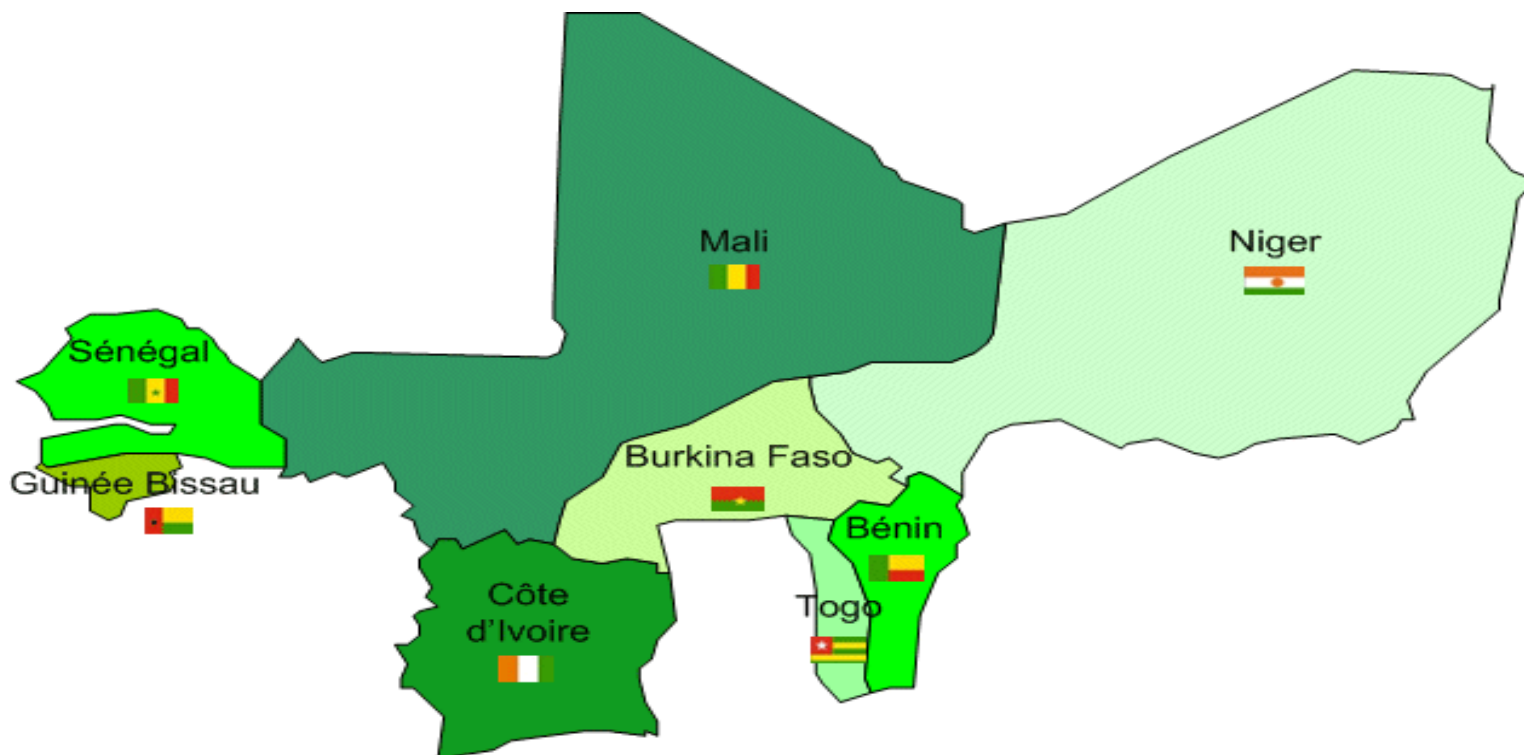 Mali
Niger
Sénégal
Burkina Faso
Guinée Bissau
Bénin
Côte
d'Ivoire
Togo